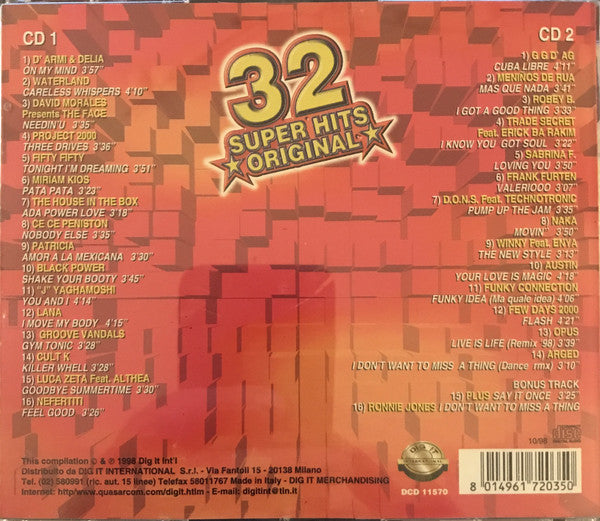 CD 1
1) D' ARMI & DELIA
ON MY MIND 3'57"
2) WATERLAND
CARELESS WHISPERS 4'10"
3) DAVID MORALES
Presents THE FACE
NEEDIN'U 3'35"
4) PROJECT 2000
THREE DRIVES 3'36"
5) FIFTY FIFTY
TONIGHT I'M DREAMING 3'51"
6) MIRIAM KIOS
PATA PATA 3'23"
7) THE HOUSE IN THE BOX
ADA POWER LOVE 3'18"
8) CE CE PENISTON
NOBODY ELSE 3'35"
9) PATRICIA
AMOR A LA MEXICANA 3'30"
10) BLACK POWER
SHAKE YOUR BOOTY 3'45"
11) "J" YAGHAMOSHI
YOU AND I 4'14"
12) LANA
I MOVE MY BODY 4'15"
13) GROOVE VANDALS
GYM TONIC 3'28"
14) CULT K
KILLER WHELL 3'28"
15) LUCA ZETA Feat. ALTHEA
GOODBYE SUMMERTIME 3'30"
16) NEFERTITI
FEEL GOOD 3'26"
32
SUPER HITS
ORIGINAL
CD 2
1) G G D' AG
CUBA LIBRE 4'11"
2) MENINOS DE RUA
MAS QUE NADA 3'41"
3) ROBEY B.
I GOT A GOOD THING 3'39"
4) TRADE SECRET
Feat. ERICK BA RAKIM
I KNOW YOU GOT SOUL 3'22"
5) SABRINA F.
LOVING YOU 3'50"
6) FRANK FURTEN
VALERIOOO 3'07"
7) D.O.N.S. Feat. TECHNOTRONIC
PUMP UP THE JAM 3'35"
8) NAKA
MOVIN' 3'50"
9) WINNY Feat. ENYA
THE NEW STYLE 3'13"
10) AUSTIN
YOUR LOVE IS MAGIC 4'18"
11) FUNKY CONNECTION
FUNKY IDEA (Ma quale idea) 4'06"
12) FEW DAYS 2000
FLASH 4'21"
13) OPUS
LIVE IS LIFE (Remix '98) 3'39"
14) ARGED
I DON'T WANT TO MISS A THING (Dance rmx) 3'10"
BONUS TRACK
15) PLUS SAY IT ONCE 3'25"
16) RONNIE JONES I DON'T WANT TO MISS A THING
This compilation © & ℗ 1998 Dig It Int'l
Distribuito da DIG IT INTERNATIONAL S.r.l. - Via Fantoli 15 - 20138 Milano
Tel. (02) 580991 (ric. aut. 15 linee) Telefax 58011767 Made in Italy - DIG IT MERCHANDISING
Internet: http/www.quasarcom.com/digit.htlm - E-mail: digitint@tin.it
10/98
DCD 11570
8 014961 720350